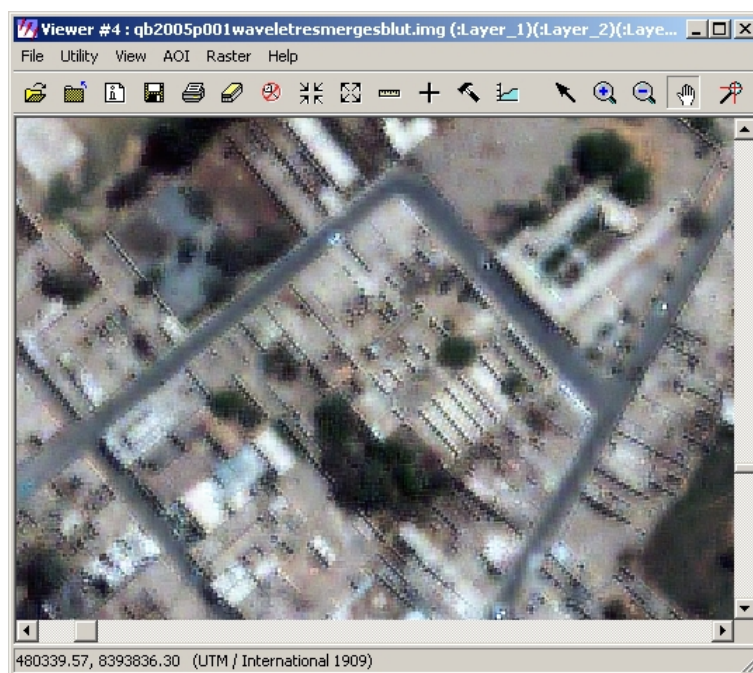 Viewer #4 : qb2005p001waveletresmergesblut.img (:Layer_1)(:Layer_2)(:Laye...
File Utility View AOI Raster Help
480339.57, 8393836.30 (UTM / International 1909)